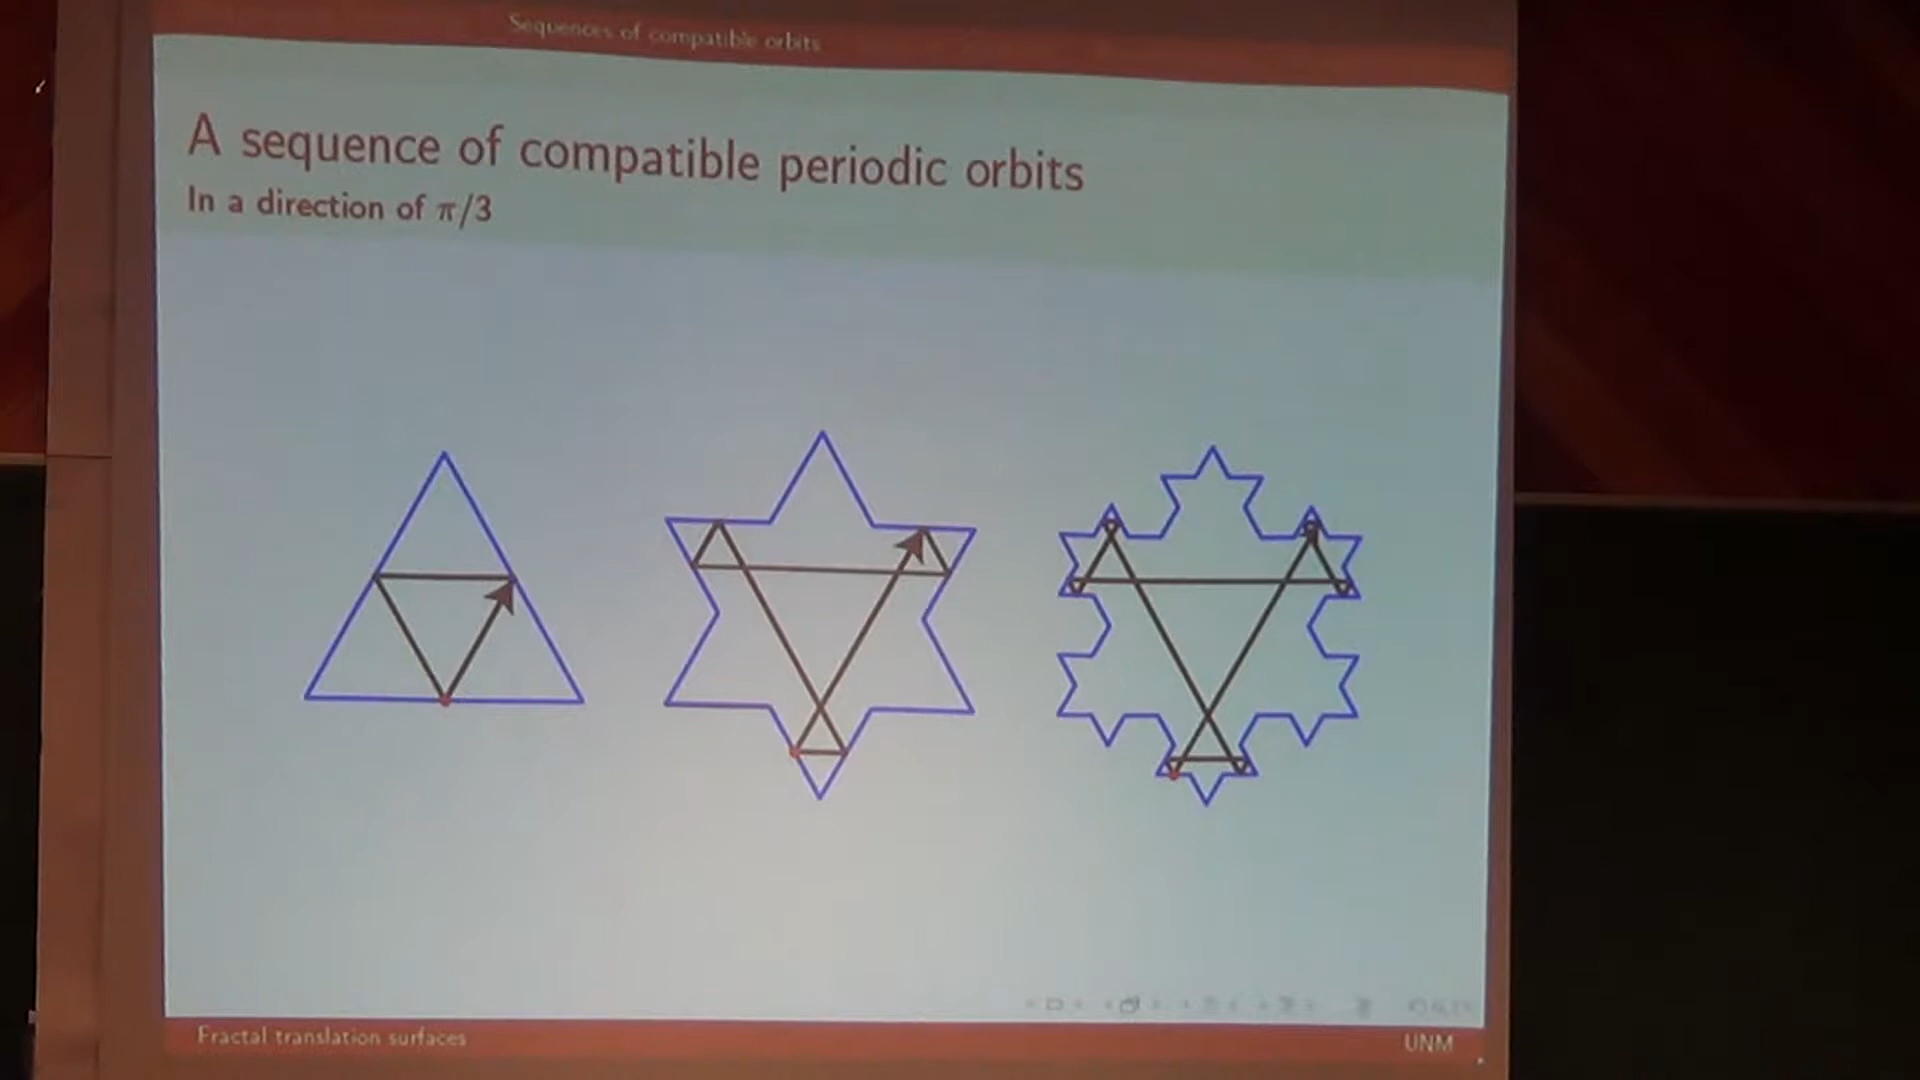 Sequences of compatible orbits
A sequence of compatible periodic orbits
In a direction of π/3
Fractal translation surfaces
UNM